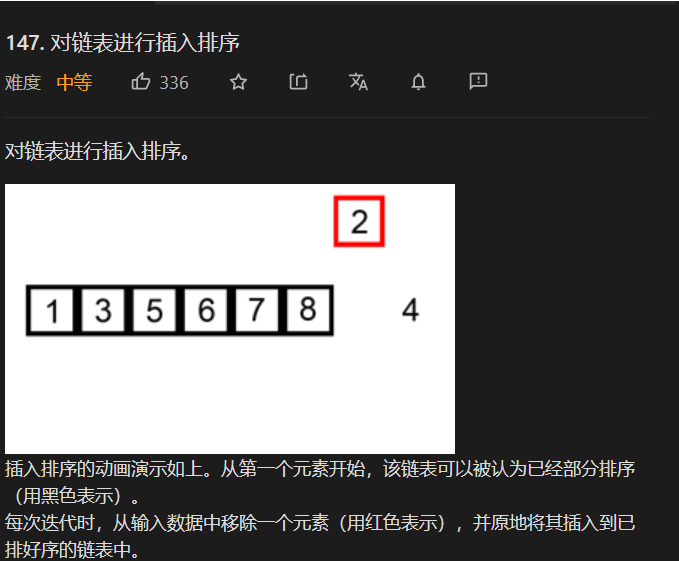 147. 对链表进行插入排序
难度 中等 336
对链表进行插入排序。
2
1 3 5 6 7 8 4
插入排序的动画演示如上。从第一个元素开始，该链表可以被认为已经部分排序
（用黑色表示）。
每次迭代时，从输入数据中移除一个元素（用红色表示），并原地将其插入到已
排好序的链表中。